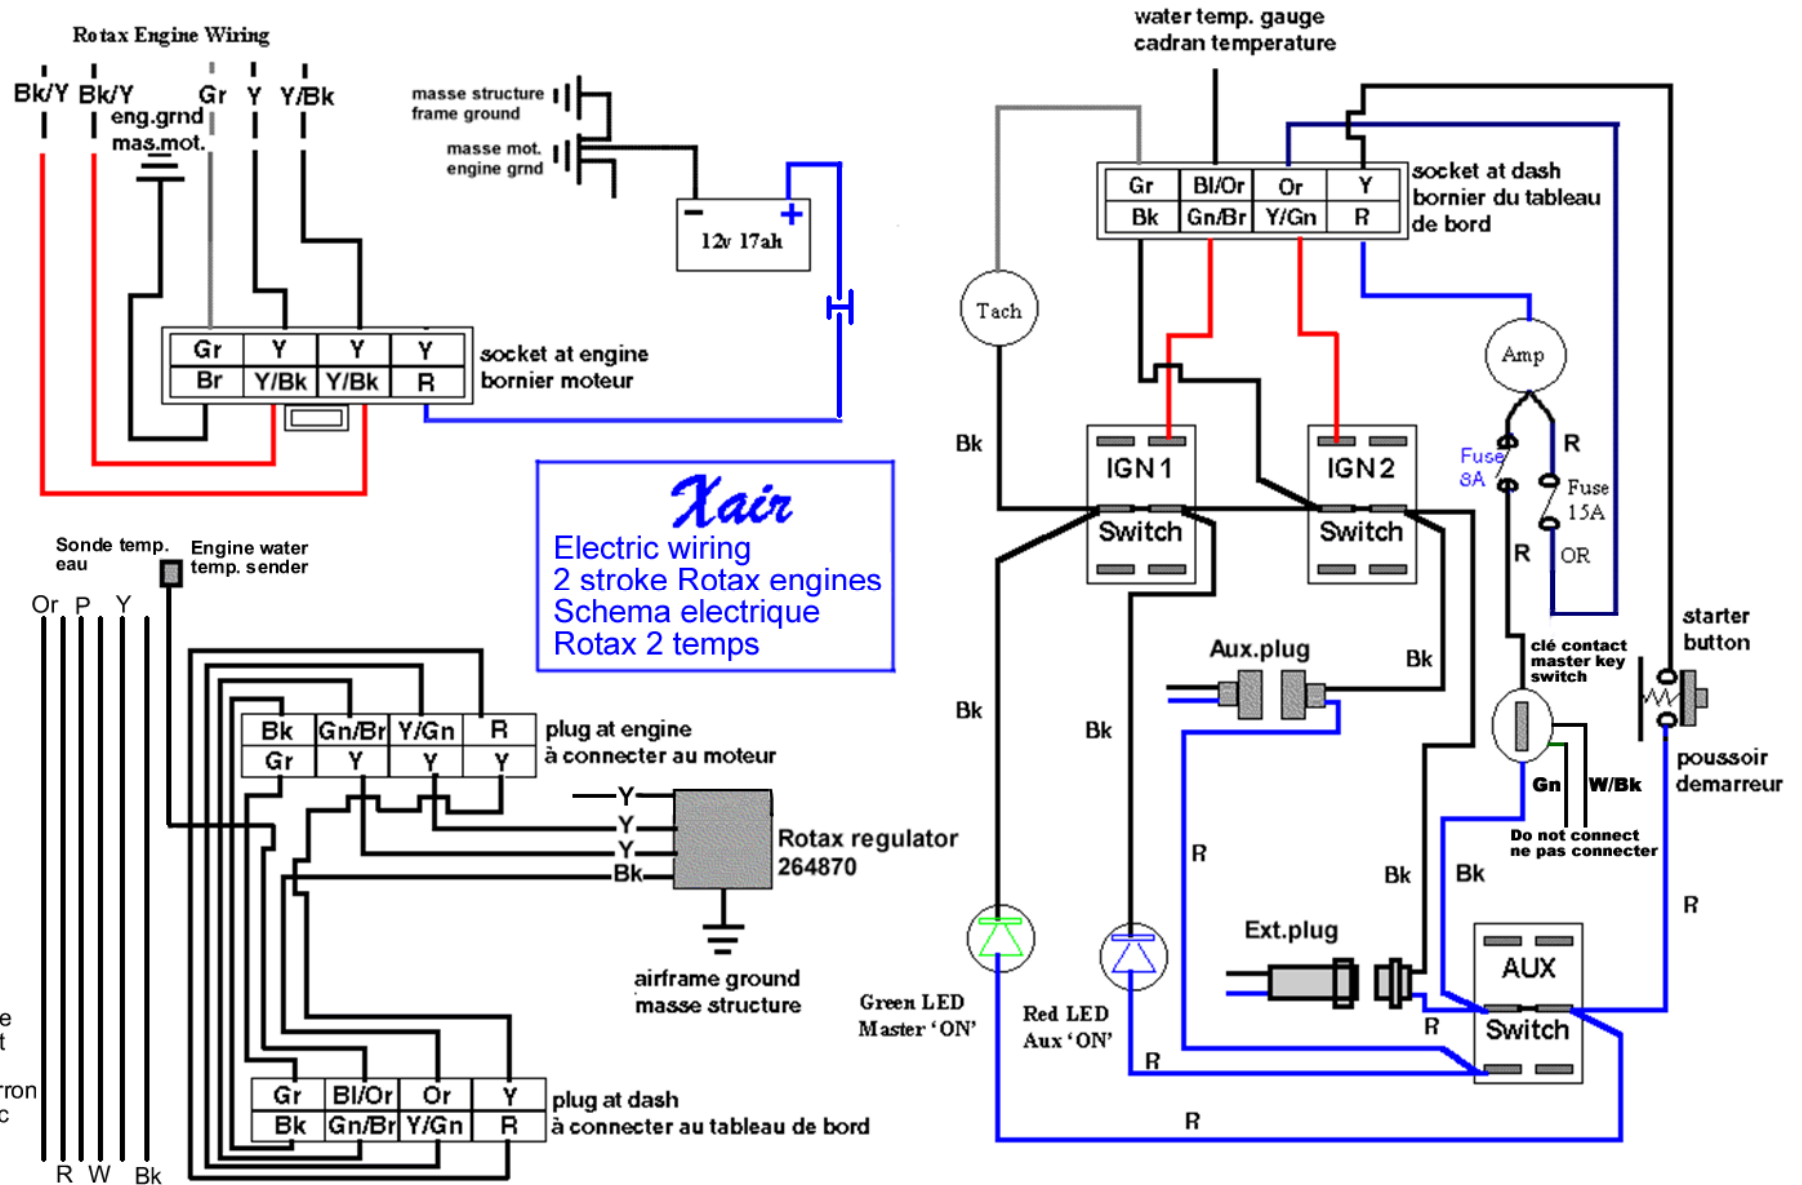 Rotax Engine Wiring
Bk/Y Bk/Y Gr Y Y/Bk
eng.grnd
mas.mot.
masse structure
frame ground
masse mot.
engine grnd
- +
12v 17ah
Gr Y Y Y
Br Y/Bk Y/Bk R
socket at engine
bornier moteur
Xair
Electric wiring
2 stroke Rotax engines
Schema electrique
Rotax 2 temps
Sonde temp.
eau
Engine water
temp. sender
Or P Y
R W Bk
e
t
rron
c
Bk Gn/Br Y/Gn R
Gr Y Y Y
plug at engine
à connecter au moteur
Y
Y
Y
Bk
Rotax regulator
264870
airframe ground
masse structure
Gr Bl/Or Or Y
Bk Gn/Br Y/Gn R
plug at dash
à connecter au tableau de bord
water temp. gauge
cadran temperature
Gr Bl/Or Or Y
Bk Gn/Br Y/Gn R
socket at dash
bornier du tableau
de bord
Tach
Amp
Bk
IGN1
Switch
IGN2
Switch
Fuse
8A
R
Fuse
15A
R
OR
starter
button
clé contact
master key
switch
Aux.plug
Bk
Bk
Bk
Gn W/Bk
Do not connect
ne pas connecter
poussoir
demarreur
R
Bk
Bk
R
Ext.plug
AUX
Switch
Green LED
Master ‘ON’
Red LED
Aux ‘ON’
R
R
R